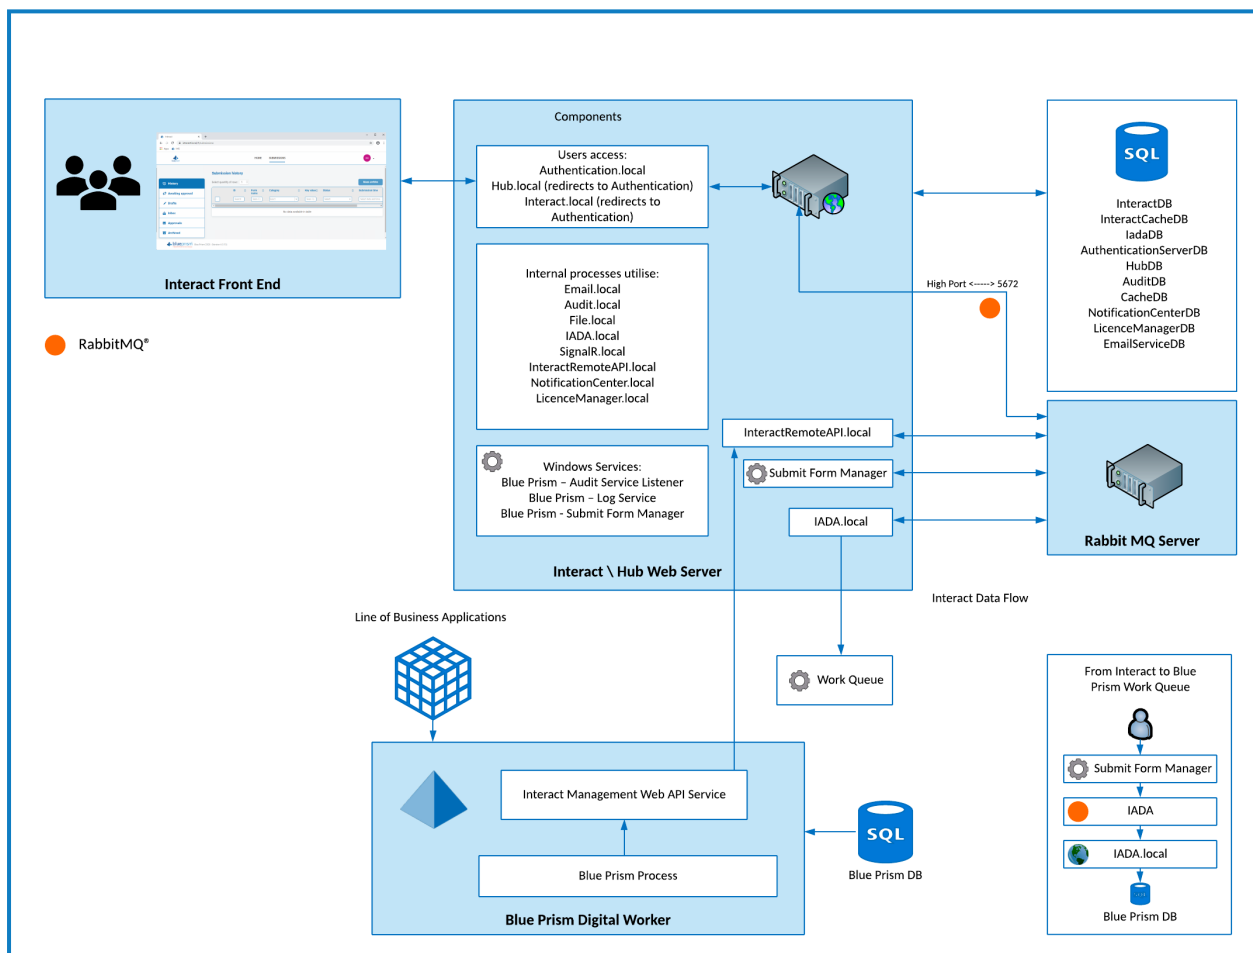 Components
Users access:
Authentication.local
Hub.local (redirects to Authentication)
Interact.local (redirects to
Authentication)
Interact Front End
RabbitMQ®
Internal processes utilise:
Email.local
Audit.local
File.local
IADA.local
SignalR.local
InteractRemoteAPI.local
NotificationCenter.local
LicenceManager.local
Windows Services:
Blue Prism – Audit Service Listener
Blue Prism – Log Service
Blue Prism - Submit Form Manager
InteractRemoteAPI.local
Submit Form Manager
IADA.local
Interact \ Hub Web Server
High Port <-----> 5672
SQL
InteractDB
InteractCacheDB
IadaDB
AuthenticationServerDB
HubDB
AuditDB
CacheDB
NotificationCenterDB
LicenceManagerDB
EmailServiceDB
Rabbit MQ Server
Interact Data Flow
Line of Business Applications
Work Queue
Interact Management Web API Service
Blue Prism Process
Blue Prism Digital Worker
SQL
Blue Prism DB
From Interact to Blue
Prism Work Queue
Submit Form Manager
IADA
IADA.local
Blue Prism DB